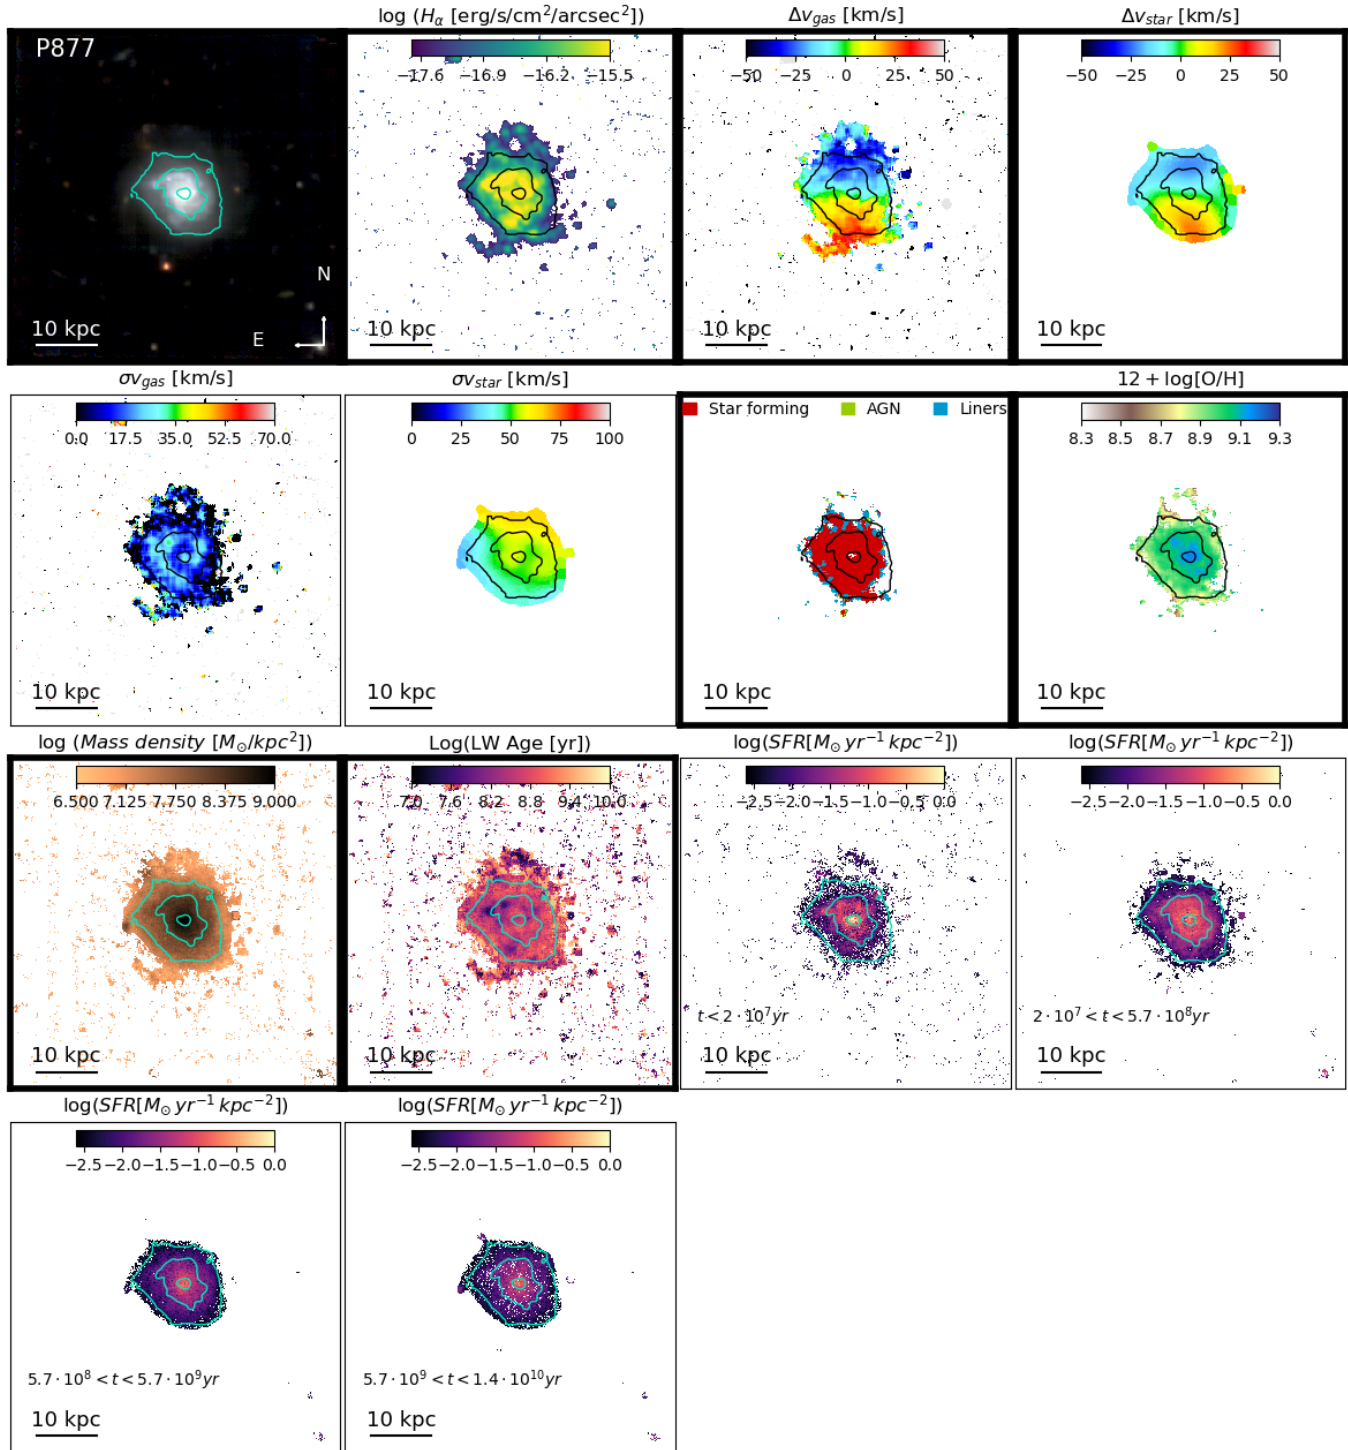 log (Hα [erg/s/cm²/arcsec²])
Δv_gas [km/s]
Δv_star [km/s]
P877
−17.6 −16.9 −16.2 −15.5
−50 −25 0 25 50
−50 −25 0 25 50
N
E
10 kpc
10 kpc
10 kpc
10 kpc
σv_gas [km/s]
σv_star [km/s]
12 + log[O/H]
0.0 17.5 35.0 52.5 70.0
0 25 50 75 100
Star forming AGN Liners
8.3 8.5 8.7 8.9 9.1 9.3
10 kpc
10 kpc
10 kpc
10 kpc
log (Mass density [M⊙/kpc²])
Log(LW Age [yr])
log(SFR[M⊙ yr⁻¹ kpc⁻²])
log(SFR[M⊙ yr⁻¹ kpc⁻²])
6.500 7.125 7.750 8.375 9.000
7.0 7.6 8.2 8.8 9.4 10.0
−2.5 −2.0 −1.5 −1.0 −0.5 0.0
−2.5 −2.0 −1.5 −1.0 −0.5 0.0
t < 2 · 10⁷yr
2 · 10⁷ < t < 5.7 · 10⁸yr
10 kpc
10 kpc
10 kpc
10 kpc
log(SFR[M⊙ yr⁻¹ kpc⁻²])
log(SFR[M⊙ yr⁻¹ kpc⁻²])
−2.5 −2.0 −1.5 −1.0 −0.5 0.0
−2.5 −2.0 −1.5 −1.0 −0.5 0.0
5.7 · 10⁸ < t < 5.7 · 10⁹yr
5.7 · 10⁹ < t < 1.4 · 10¹⁰yr
10 kpc
10 kpc